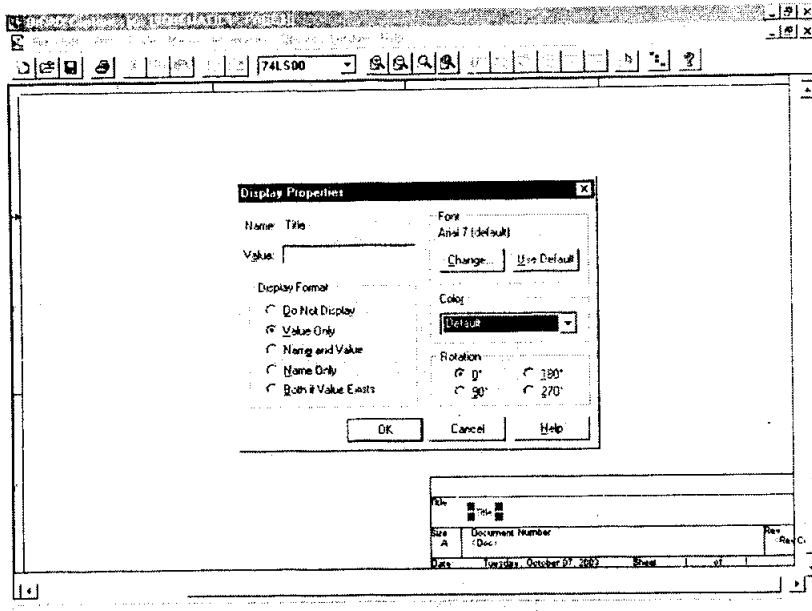 74LS00
Display Properties
Name: Title
Value:
Font
Arial 7 (default)
Change...
Use Default
Display Format
Do Not Display
Value Only
Name and Value
Name Only
Both if Value Exists
Color
Default
Rotation
0°
180°
90°
270°
OK
Cancel
Help
Title
Title
Size
A
Document Number
<Doc>
Rev
Date
Tuesday, October 07, 2003
Sheet
of